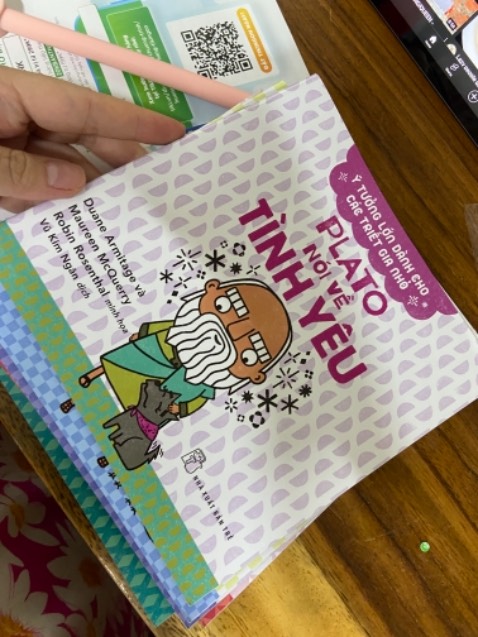 Ý TƯỞNG LỚN DÀNH CHO
CÁC TRIẾT GIA NHỎ
PLATO
NÓI VỀ
TÌNH YÊU
Duane Armitage và
Maureen McQuerry
Robin Rosenthal minh họa
Vũ Kim Ngân dịch
NHÀ XUẤT BẢN TRẺ